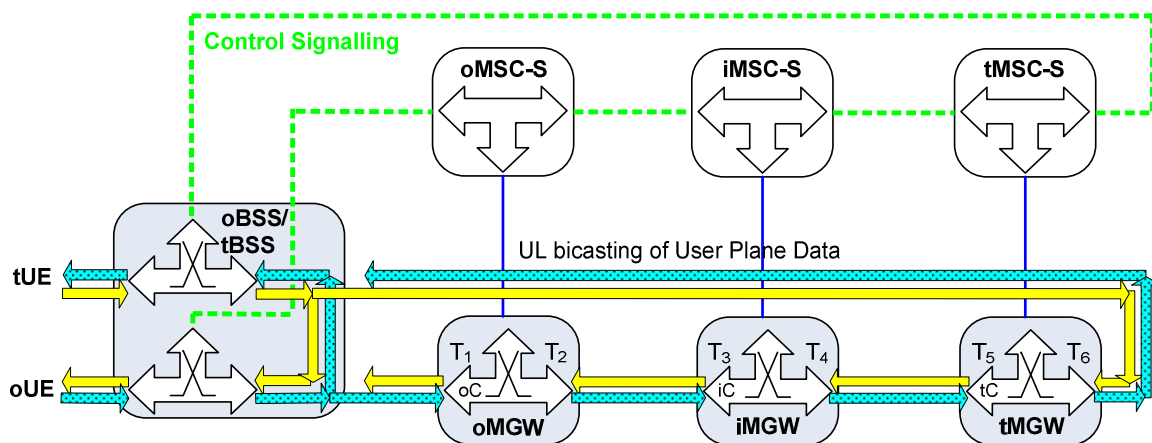 Control Signalling
oMSC-S
iMSC-S
tMSC-S
oBSS/
tBSS
UL bicasting of User Plane Data
tUE
oUE
T1
T2
T3
T4
T5
T6
oC
iC
tC
oMGW
iMGW
tMGW